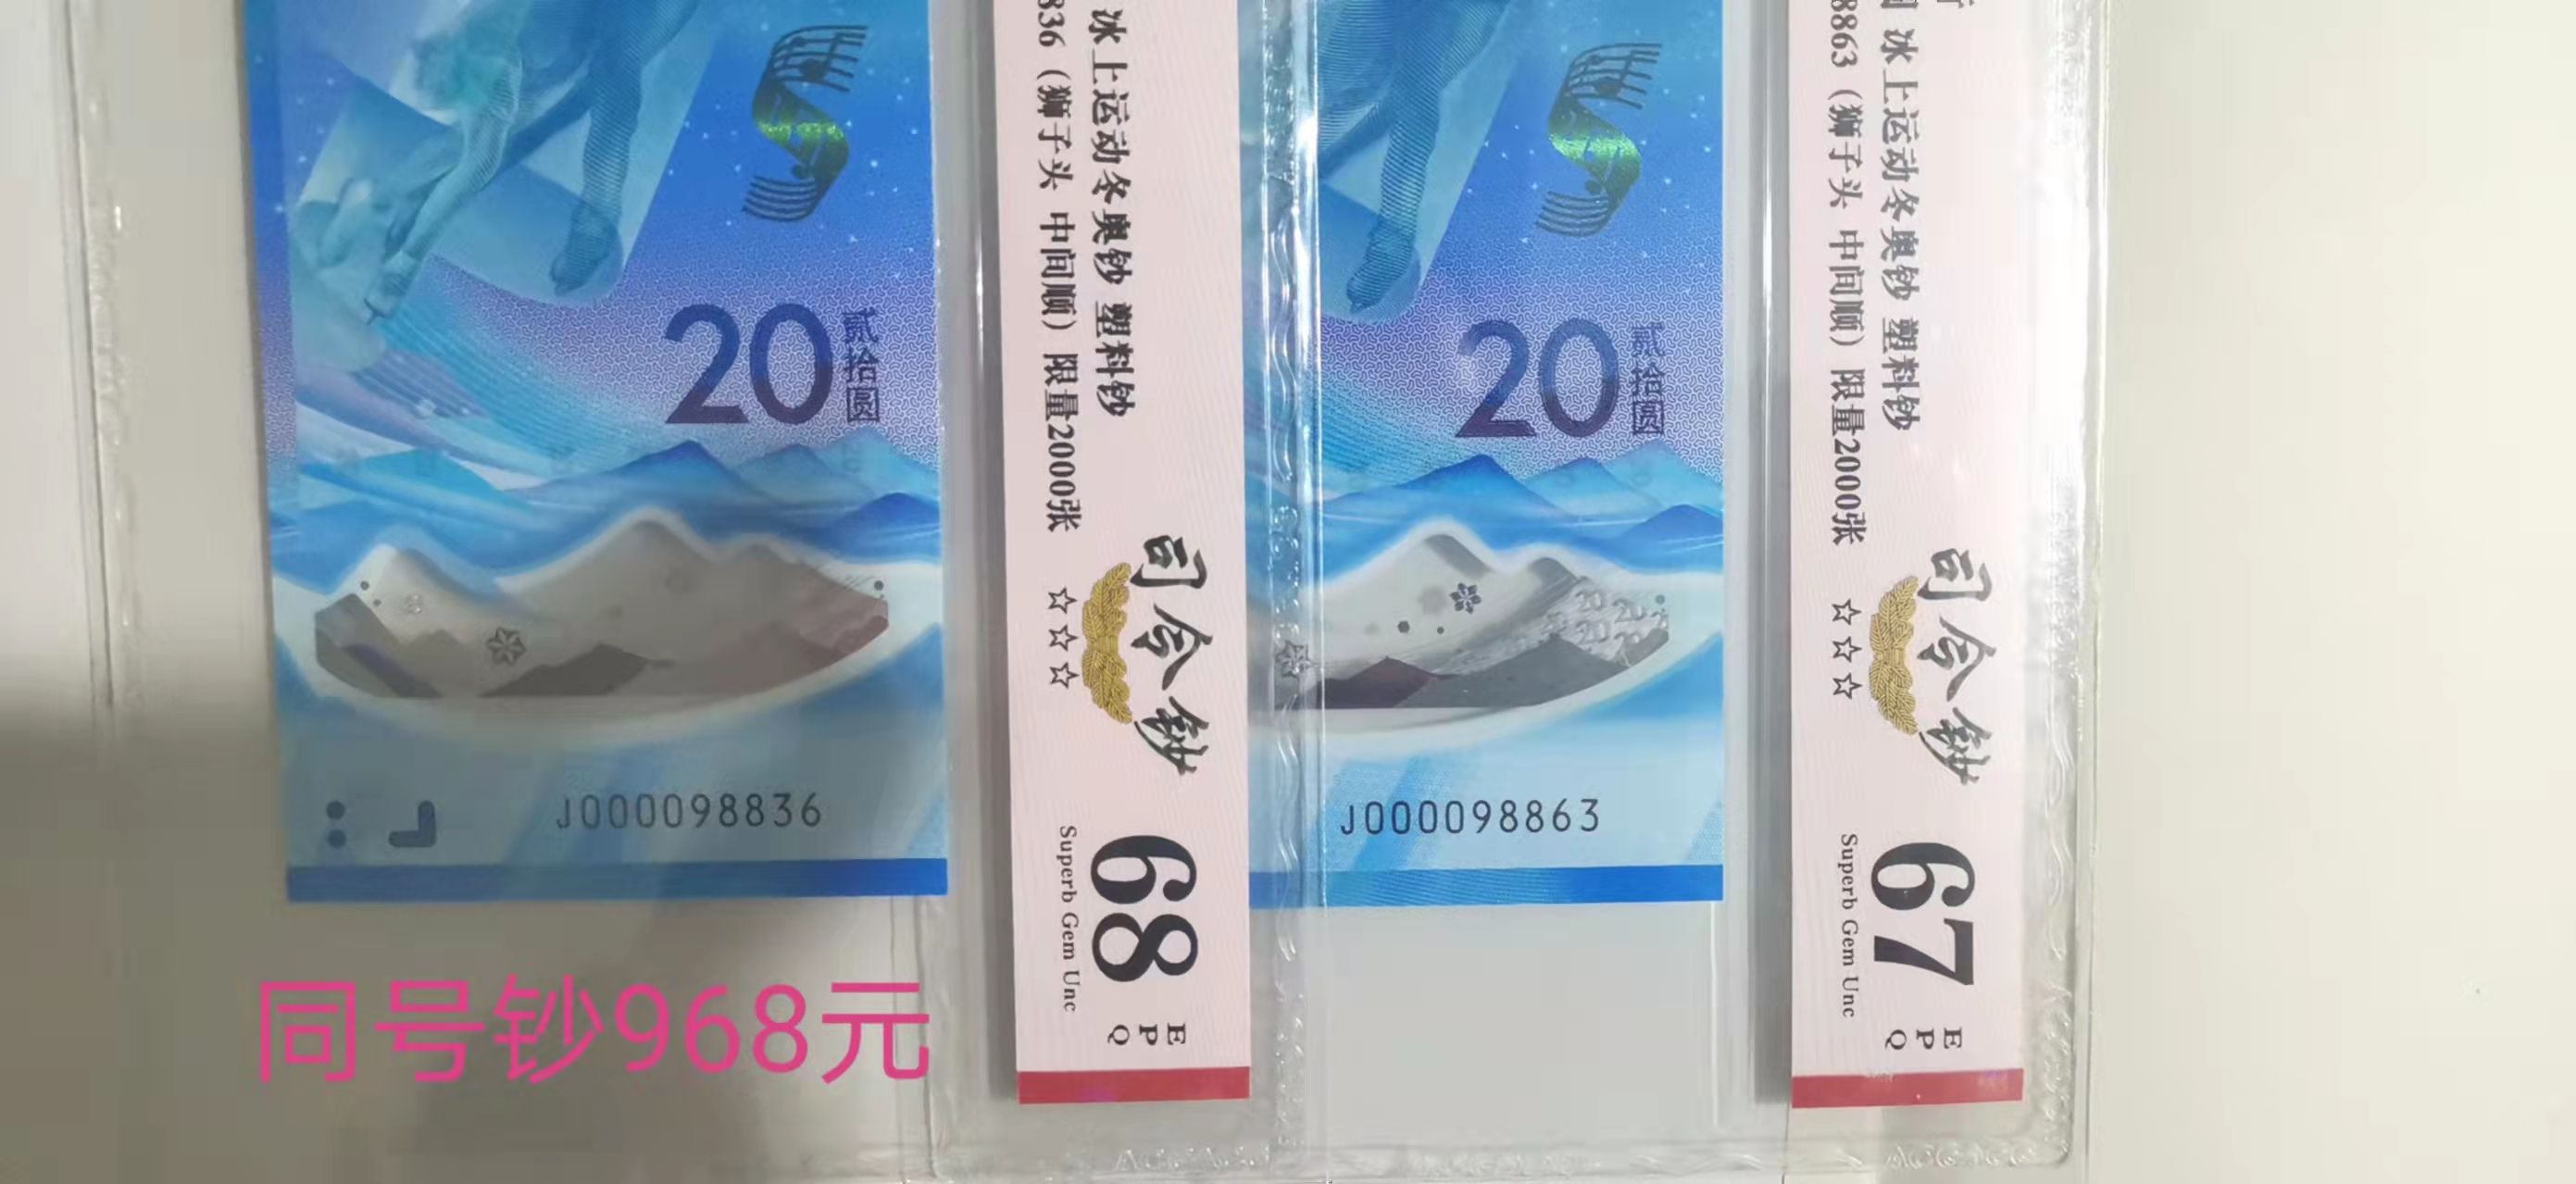 20
贰拾圆
J000098836
836（狮子头 中间顺）限量2000张
冰上运动冬奥钞 塑料钞
司令钞
☆☆☆
68
EPQ
Superb Gem Unc
20
贰拾圆
J000098863
8863（狮子头 中间顺）限量2000张
冰上运动冬奥钞 塑料钞
司令钞
☆☆☆
67
EPQ
Superb Gem Unc
同号钞968元